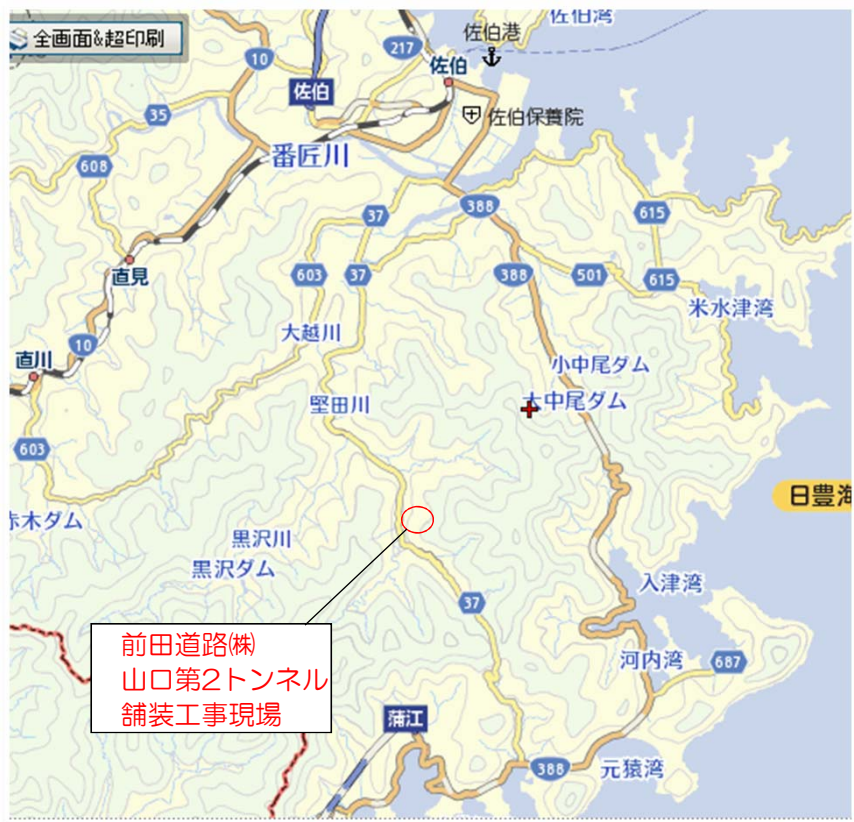 佐伯湾
全画面&超印刷
佐伯港
217
10
佐伯
佐伯
35
佐伯保養院
番匠川
608
388
615
37
直見
603
37
388
501
615
米水津湾
大越川
10
直川
小中尾ダム
大中尾ダム
堅田川
603
日豊海
赤木ダム
黒沢川
黒沢ダム
入津湾
37
前田道路㈱
山口第2トンネル
舗装工事現場
河内湾
687
蒲江
388
元猿湾